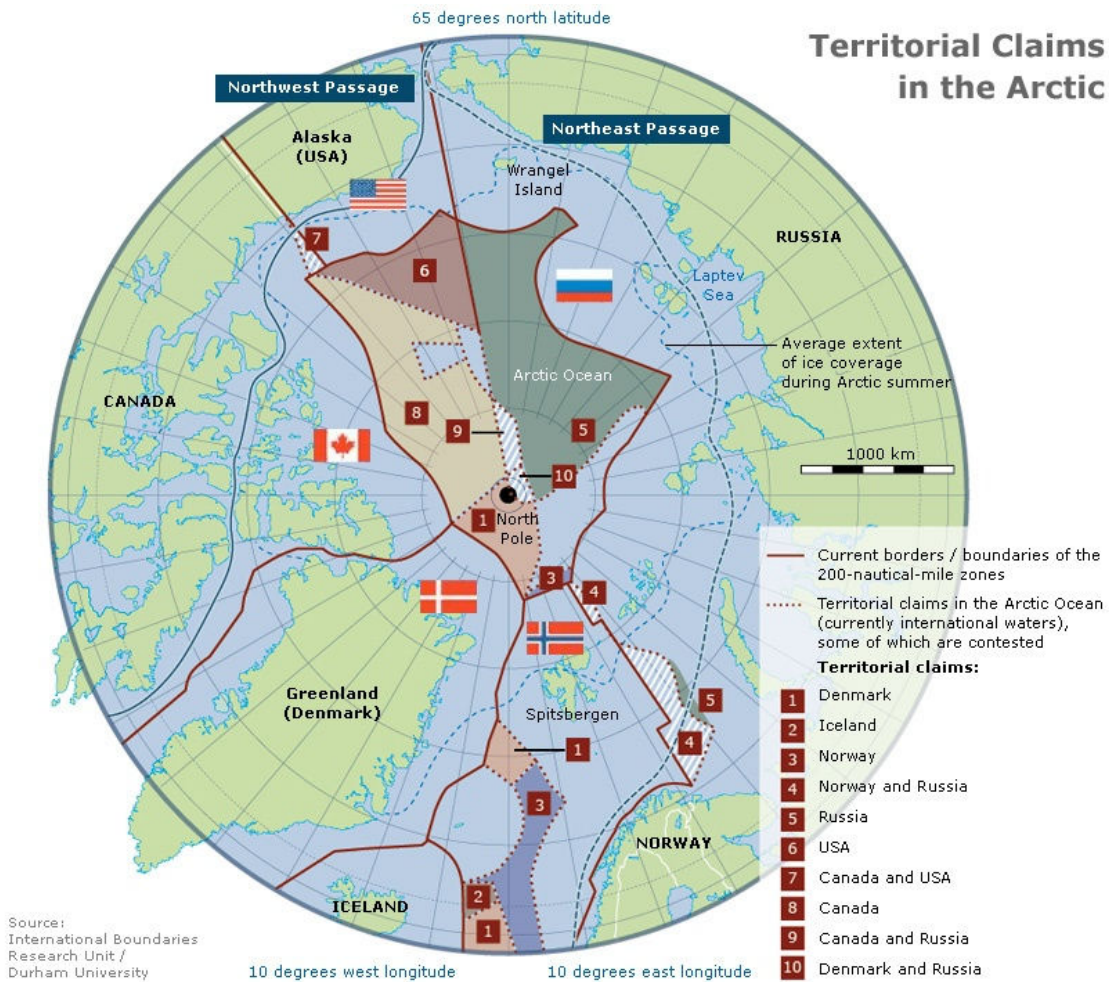 65 degrees north latitude
Territorial Claims
in the Arctic
Northwest Passage
Northeast Passage
Alaska
(USA)
Wrangel
Island
RUSSIA
7
6
Laptev
Sea
Average extent
of ice coverage
during Arctic summer
Arctic Ocean
CANADA
8
9
5
10
1000 km
1
North
Pole
3
4
Current borders / boundaries of the
200-nautical-mile zones
Territorial claims in the Arctic Ocean
(currently international waters),
some of which are contested
Territorial claims:
1 Denmark
2 Iceland
3 Norway
4 Norway and Russia
5 Russia
6 USA
7 Canada and USA
8 Canada
9 Canada and Russia
10 Denmark and Russia
Greenland
(Denmark)
Spitsbergen
5
1
4
3
NORWAY
2
ICELAND
1
Source:
International Boundaries
Research Unit /
Durham University
10 degrees west longitude
10 degrees east longitude